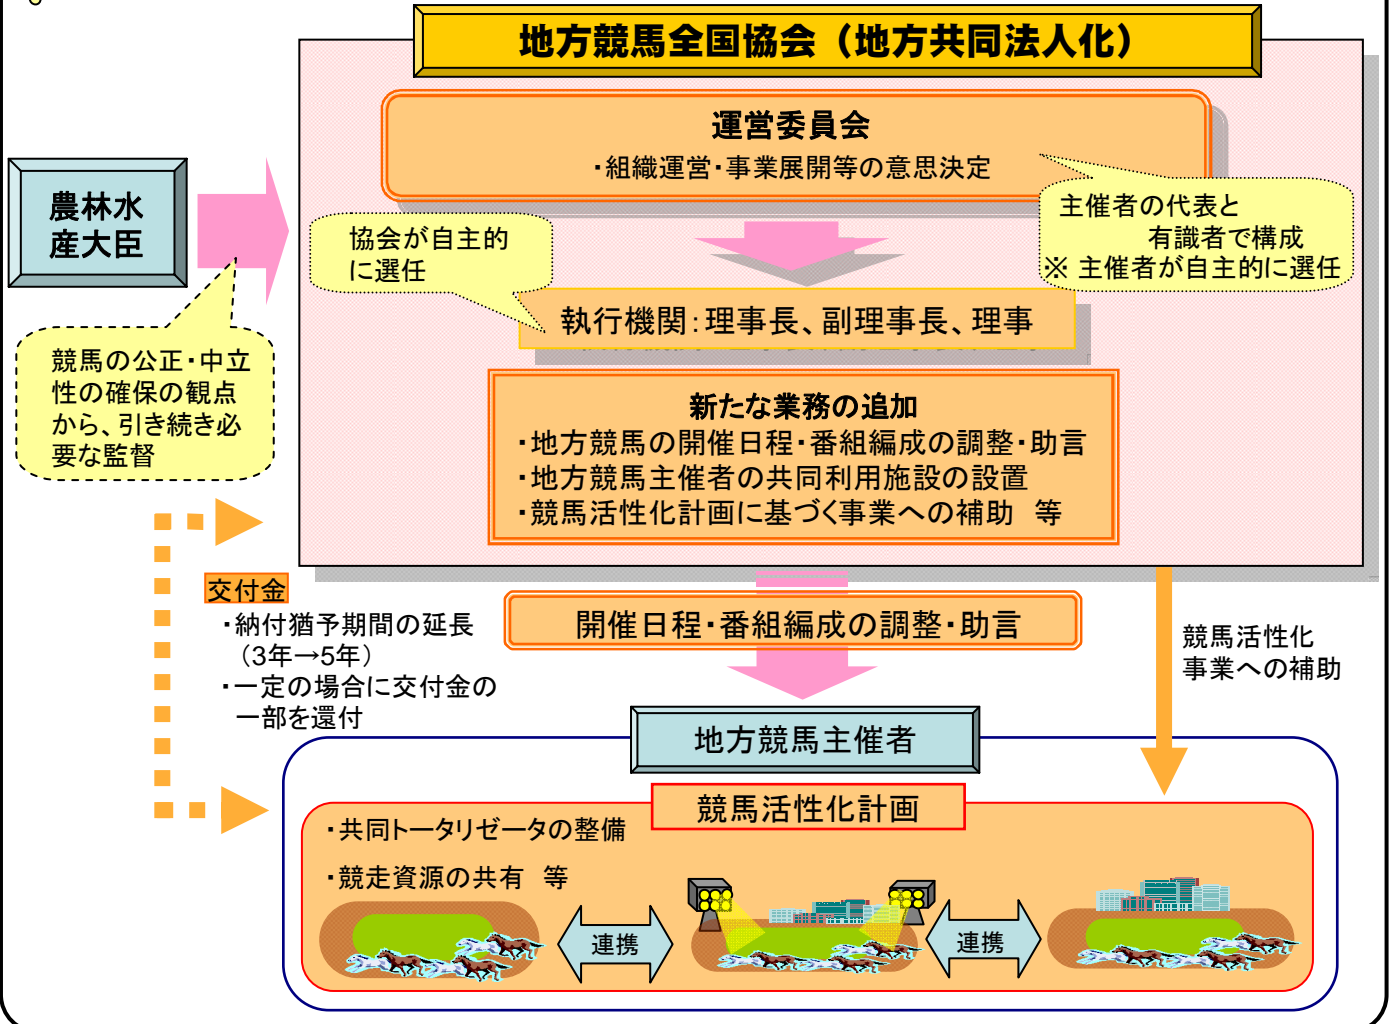 地方競馬全国協会（地方共同法人化）
運営委員会
・組織運営・事業展開等の意思決定
農林水
産大臣
主催者の代表と
有識者で構成
※ 主催者が自主的に選任
協会が自主的
に選任
執行機関：理事長、副理事長、理事
競馬の公正・中立
性の確保の観点
から、引き続き必
要な監督
新たな業務の追加
・地方競馬の開催日程・番組編成の調整・助言
・地方競馬主催者の共同利用施設の設置
・競馬活性化計画に基づく事業への補助　等
交付金
・納付猶予期間の延長
（3年→5年）
・一定の場合に交付金の
一部を還付
開催日程・番組編成の調整・助言
競馬活性化
事業への補助
地方競馬主催者
競馬活性化計画
・共同トータリゼータの整備
・競走資源の共有　等
連携
連携